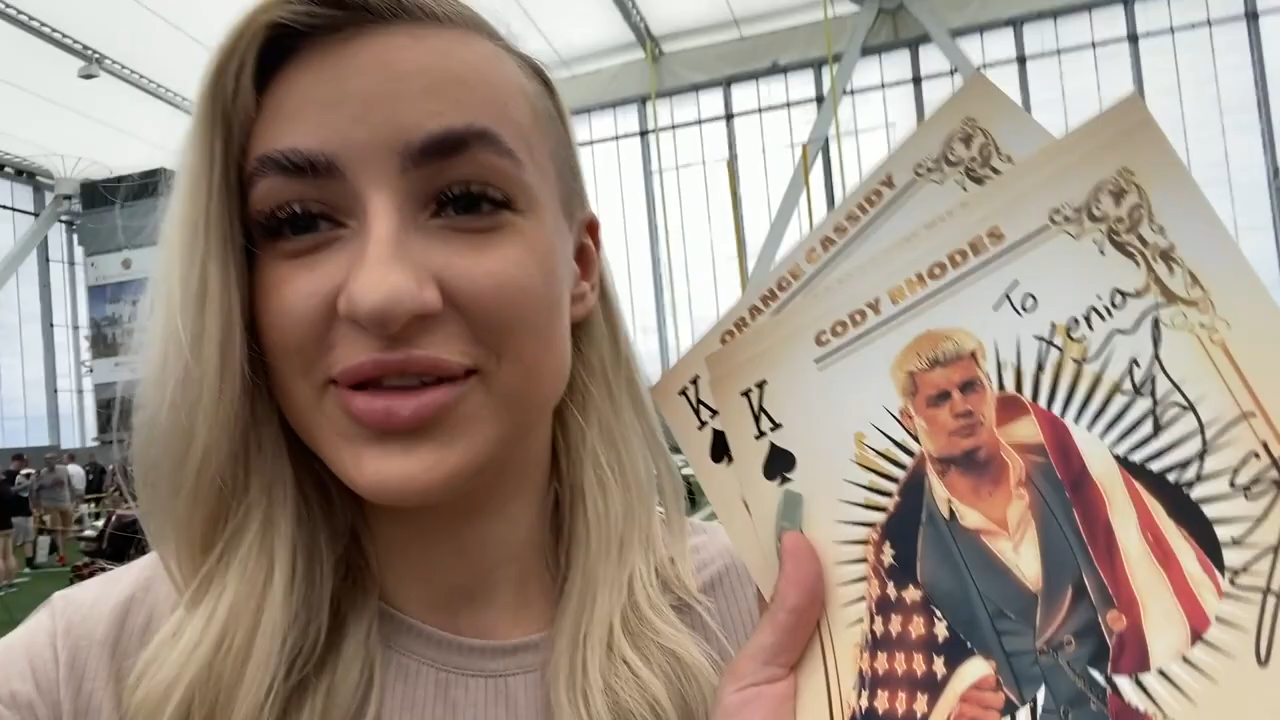 ORANGE CASSIDY
K
CODY RHODES
K
To
Xenia